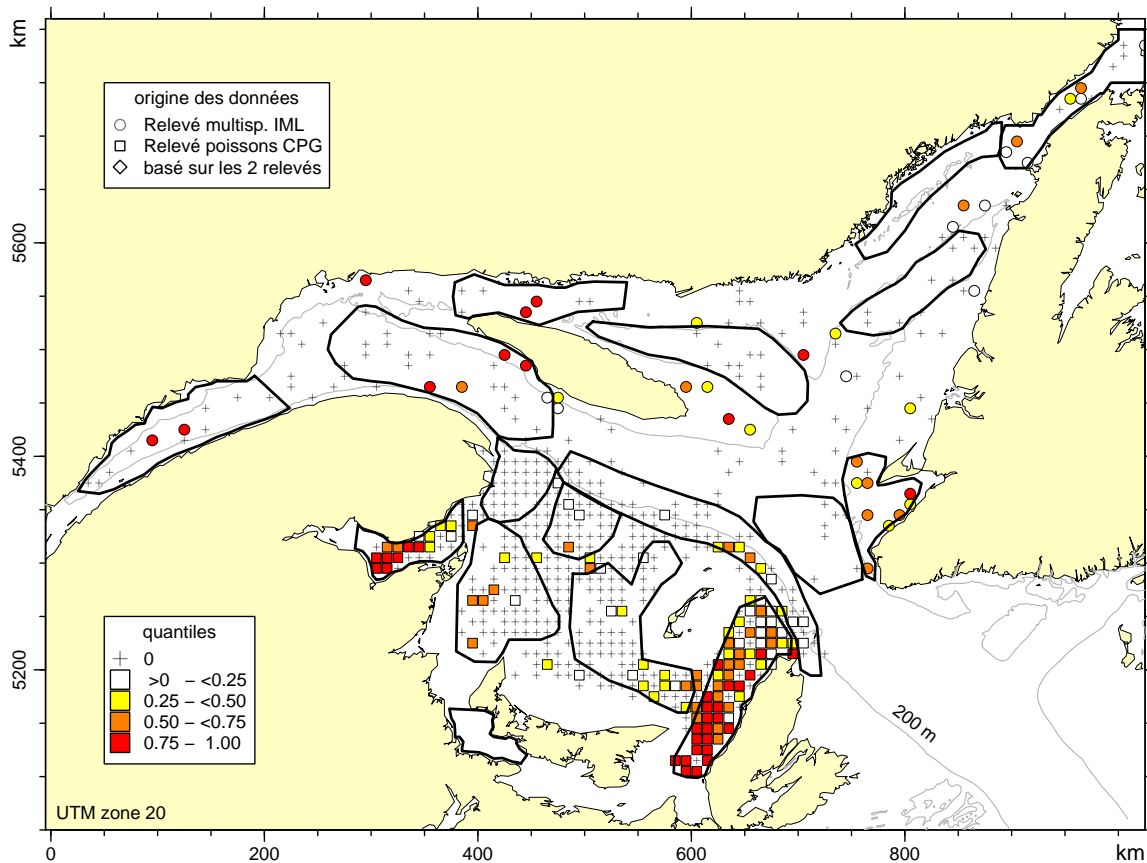 km
origine des données
Relevé multisp. IML
Relevé poissons CPG
basé sur les 2 relevés
5600
5400
5200
quantiles
0
>0 – <0.25
0.25 – <0.50
0.50 – <0.75
0.75 – 1.00
200 m
UTM zone 20
0 200 400 600 800 km